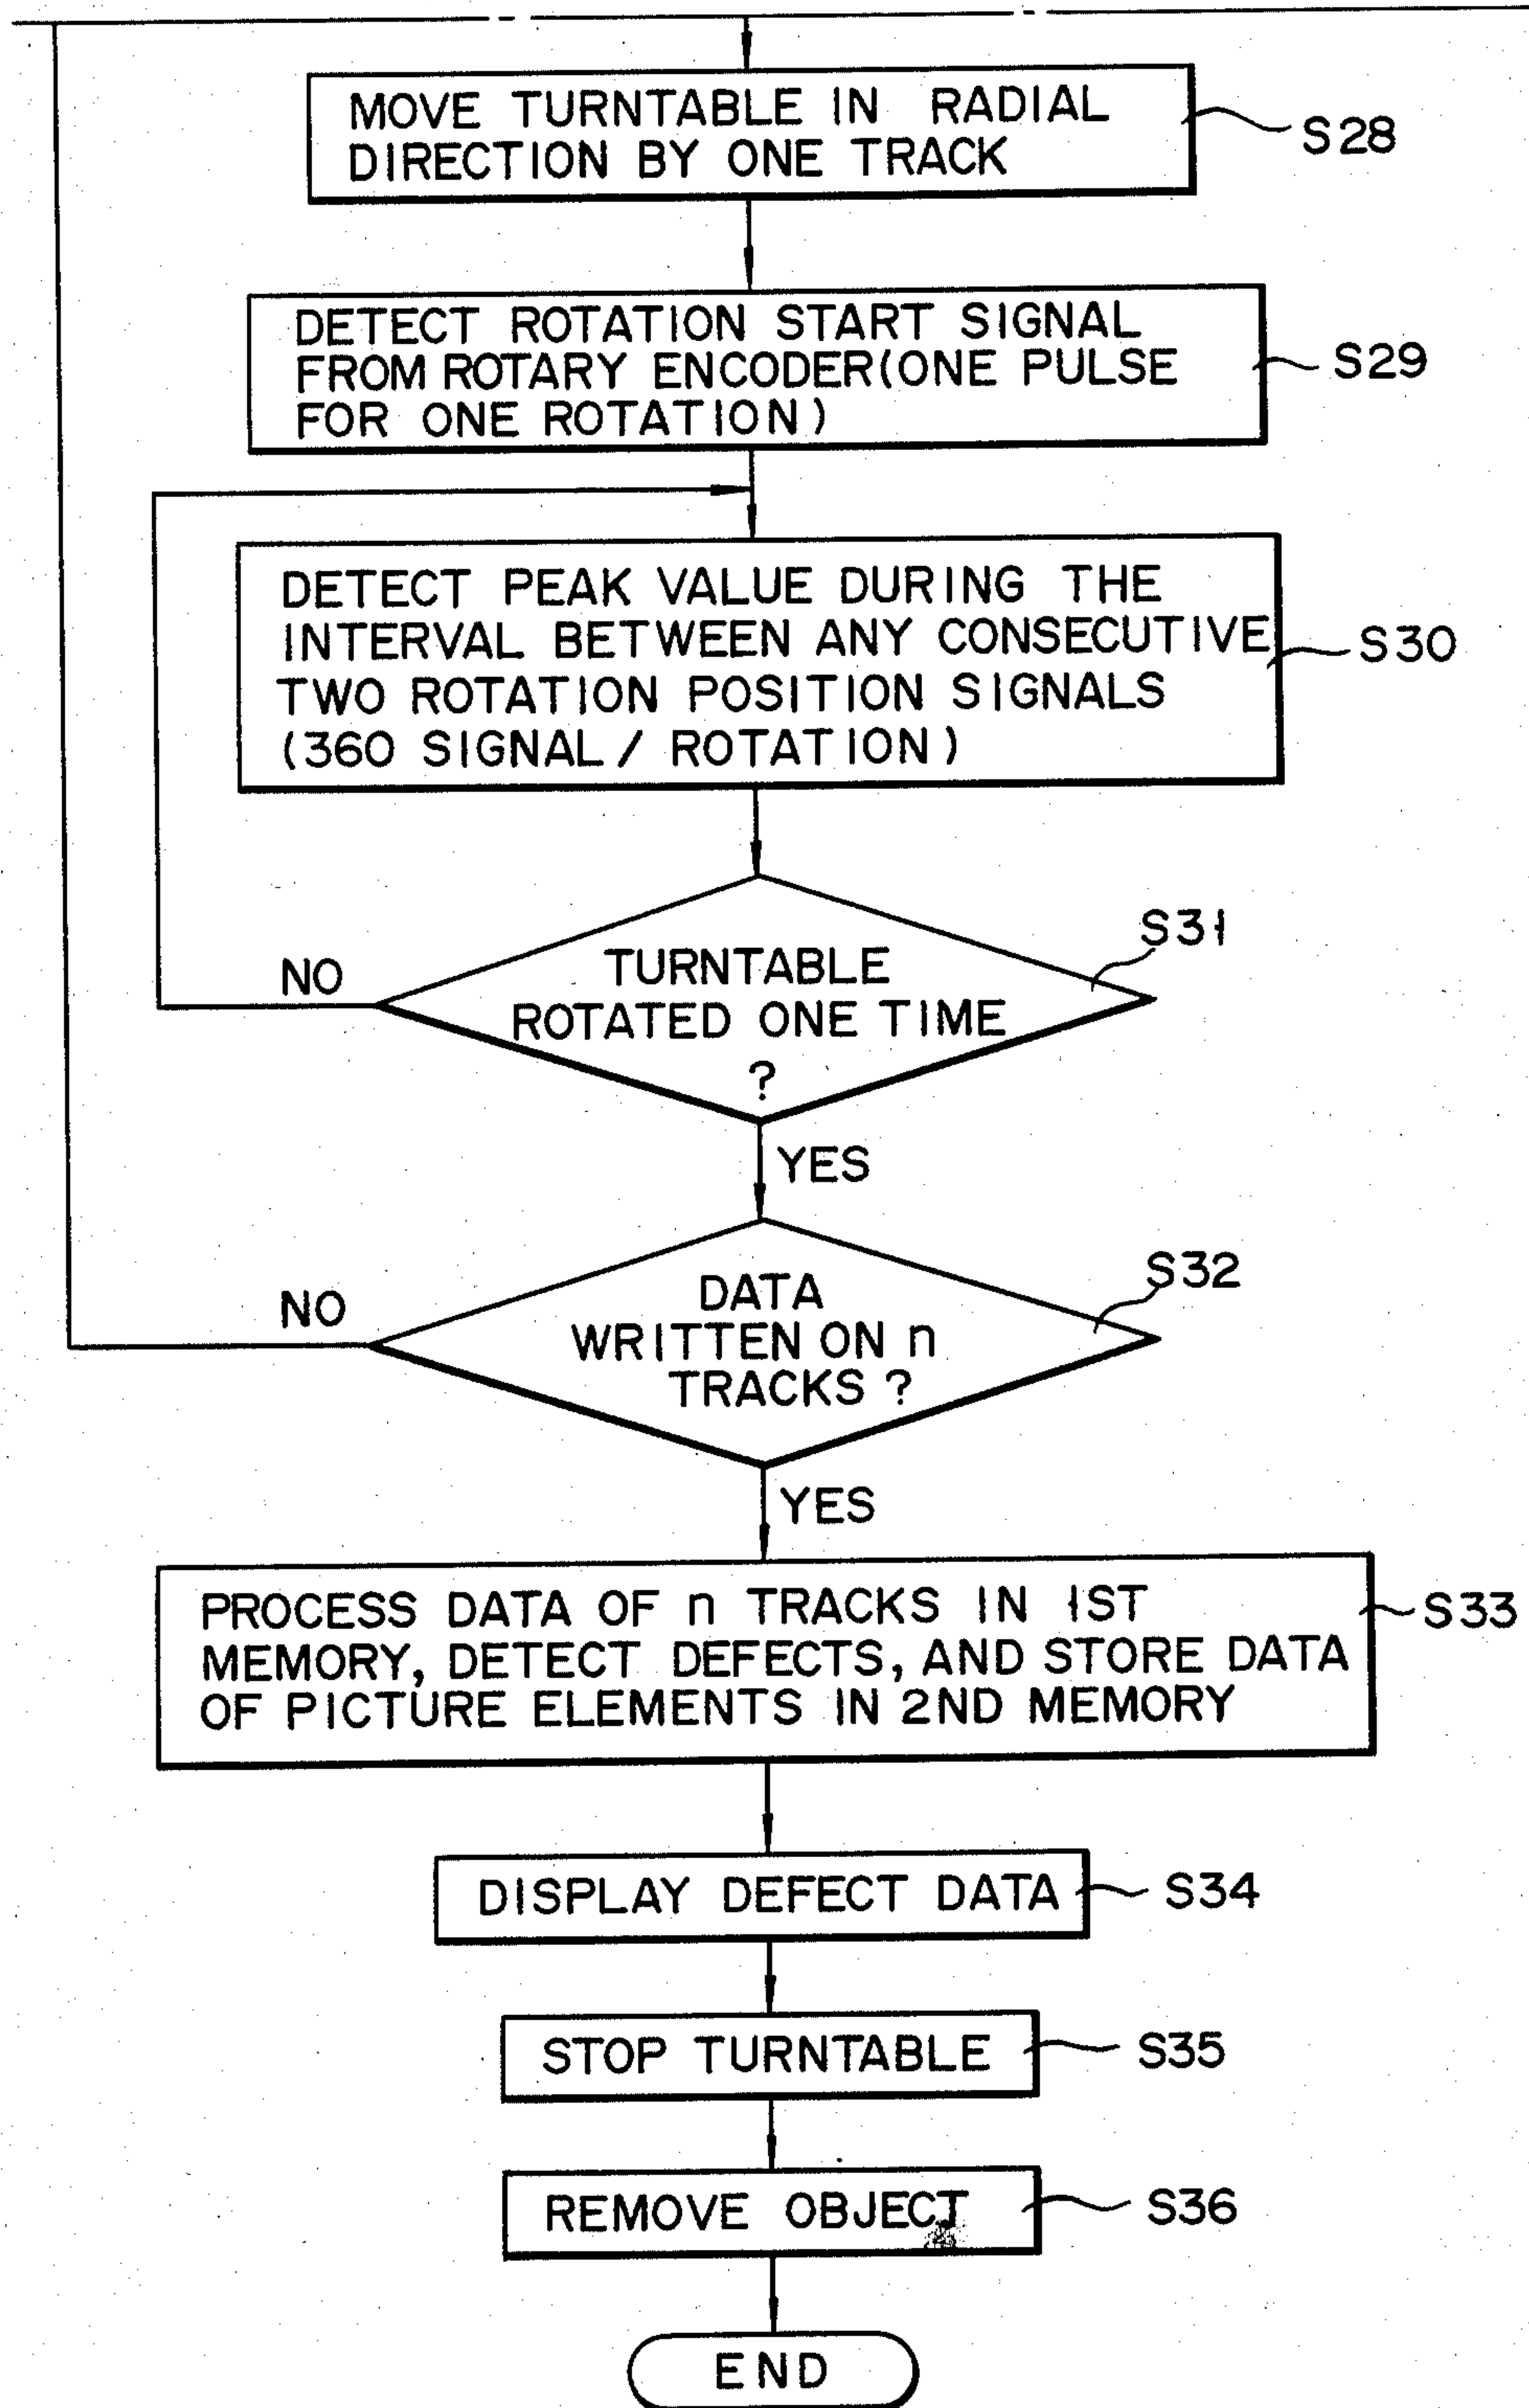 MOVE TURNTABLE IN RADIAL
DIRECTION BY ONE TRACK
S28
DETECT ROTATION START SIGNAL
FROM ROTARY ENCODER(ONE PULSE
FOR ONE ROTATION)
S29
DETECT PEAK VALUE DURING THE
INTERVAL BETWEEN ANY CONSECUTIVE
TWO ROTATION POSITION SIGNALS
(360 SIGNAL/ROTATION)
S30
S31
NO
TURNTABLE
ROTATED ONE TIME
?
YES
S32
NO
DATA
WRITTEN ON n
TRACKS?
YES
PROCESS DATA OF n TRACKS IN 1ST
MEMORY, DETECT DEFECTS, AND STORE DATA
OF PICTURE ELEMENTS IN 2ND MEMORY
S33
DISPLAY DEFECT DATA
S34
STOP TURNTABLE
S35
REMOVE OBJECT
S36
END